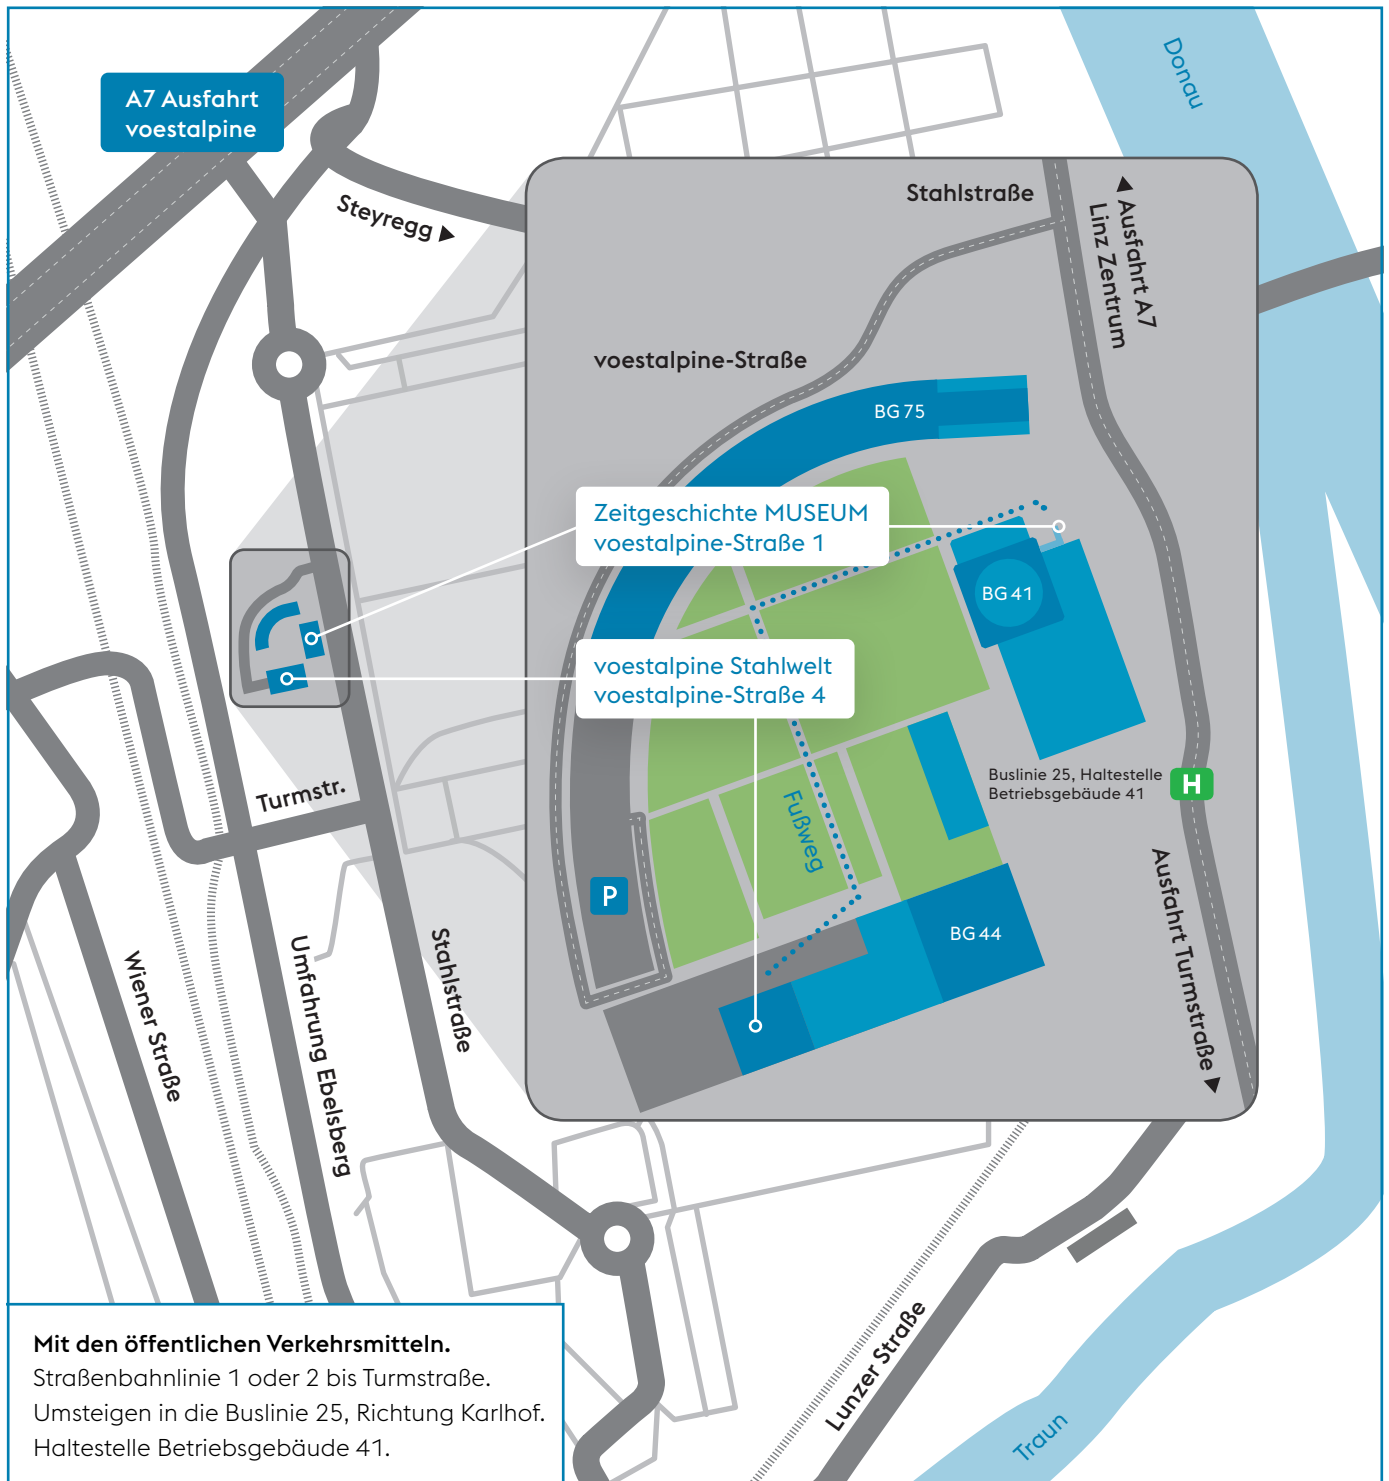 A7 Ausfahrt
voestalpine
Donau
Steyregg ▶
Stahlstraße
◀ Ausfahrt A7
Linz Zentrum
voestalpine-Straße
BG 75
Zeitgeschichte MUSEUM
voestalpine-Straße 1
BG 41
voestalpine Stahlwelt
voestalpine-Straße 4
Buslinie 25, Haltestelle
Betriebsgebäude 41
H
Turmstr.
Fußweg
P
BG 44
Ausfahrt Turmstraße ▶
Wiener Straße
Umfahrung Ebelsberg
Stahlstraße
Lunzer Straße
Traun
Mit den öffentlichen Verkehrsmitteln.
Straßenbahnlinie 1 oder 2 bis Turmstraße.
Umsteigen in die Buslinie 25, Richtung Karlhof.
Haltestelle Betriebsgebäude 41.